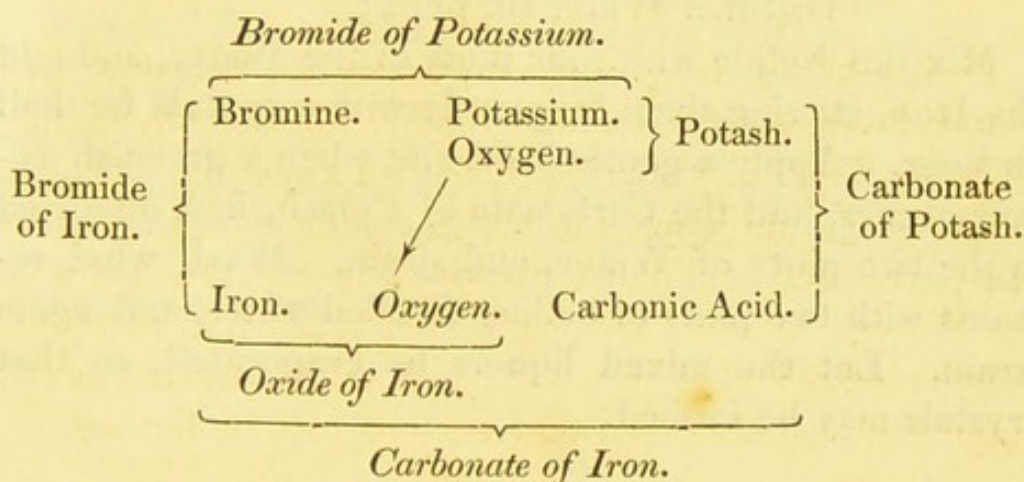 Bromide of Potassium.
Bromine. Potassium.
Oxygen.
Potash.
Bromide
of Iron.
Carbonate
of Potash.
Iron. Oxygen. Carbonic Acid.
Oxide of Iron.
Carbonate of Iron.